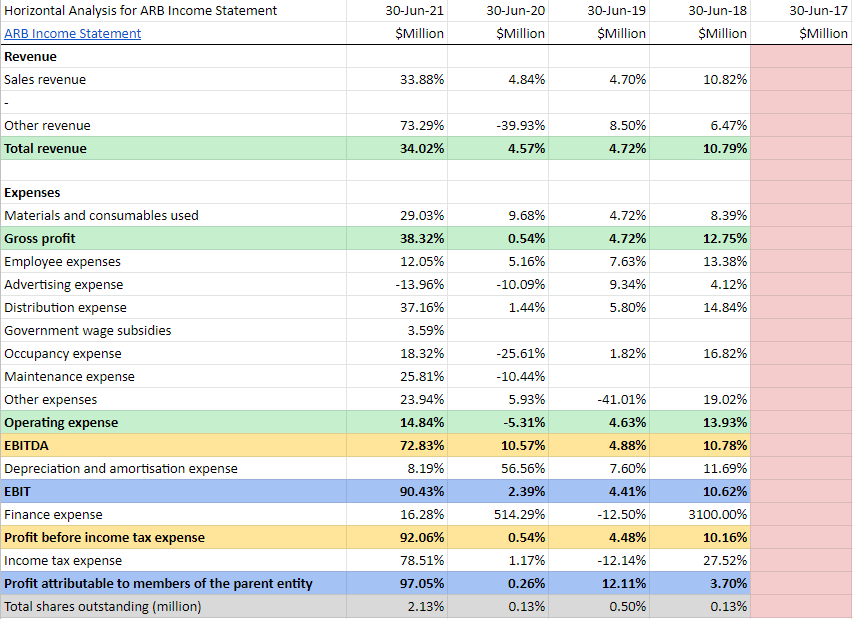 Horizontal Analysis for ARB Income Statement 30-Jun-21 30-Jun-20 30-Jun-19 30-Jun-18 30-Jun-17
ARB Income Statement $Million $Million $Million $Million $Million
Revenue
Sales revenue 33.88% 4.84% 4.70% 10.82%
-
Other revenue 73.29% -39.93% 8.50% 6.47%
Total revenue 34.02% 4.57% 4.72% 10.79%
Expenses
Materials and consumables used 29.03% 9.68% 4.72% 8.39%
Gross profit 38.32% 0.54% 4.72% 12.75%
Employee expenses 12.05% 5.16% 7.63% 13.38%
Advertising expense -13.96% -10.09% 9.34% 4.12%
Distribution expense 37.16% 1.44% 5.80% 14.84%
Government wage subsidies 3.59%
Occupancy expense 18.32% -25.61% 1.82% 16.82%
Maintenance expense 25.81% -10.44%
Other expenses 23.94% 5.93% -41.01% 19.02%
Operating expense 14.84% -5.31% 4.63% 13.93%
EBITDA 72.83% 10.57% 4.88% 10.78%
Depreciation and amortisation expense 8.19% 56.56% 7.60% 11.69%
EBIT 90.43% 2.39% 4.41% 10.62%
Finance expense 16.28% 514.29% -12.50% 3100.00%
Profit before income tax expense 92.06% 0.54% 4.48% 10.16%
Income tax expense 78.51% 1.17% -12.14% 27.52%
Profit attributable to members of the parent entity 97.05% 0.26% 12.11% 3.70%
Total shares outstanding (million) 2.13% 0.13% 0.50% 0.13%